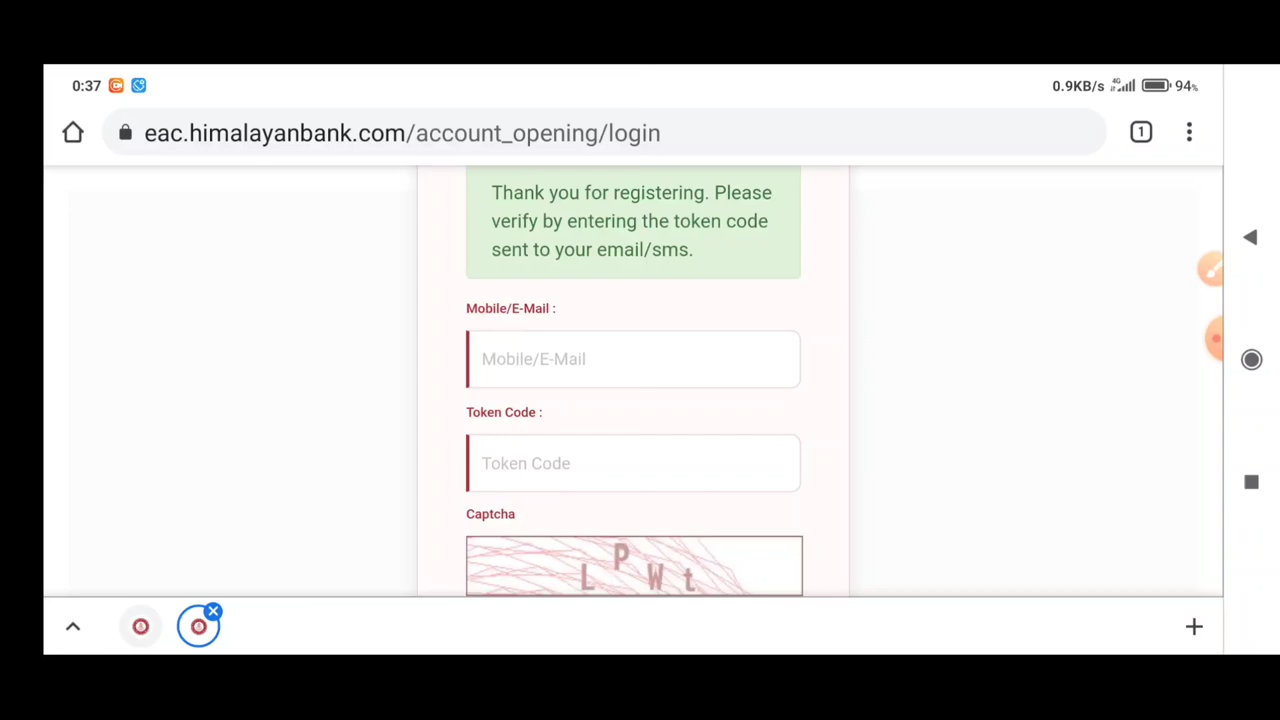 0:37
0.9KB/s 4G 94%
eac.himalayanbank.com/account_opening/login
1
Thank you for registering. Please
verify by entering the token code
sent to your email/sms.
Mobile/E-Mail :
Mobile/E-Mail
Token Code :
Token Code
Captcha
L P W t